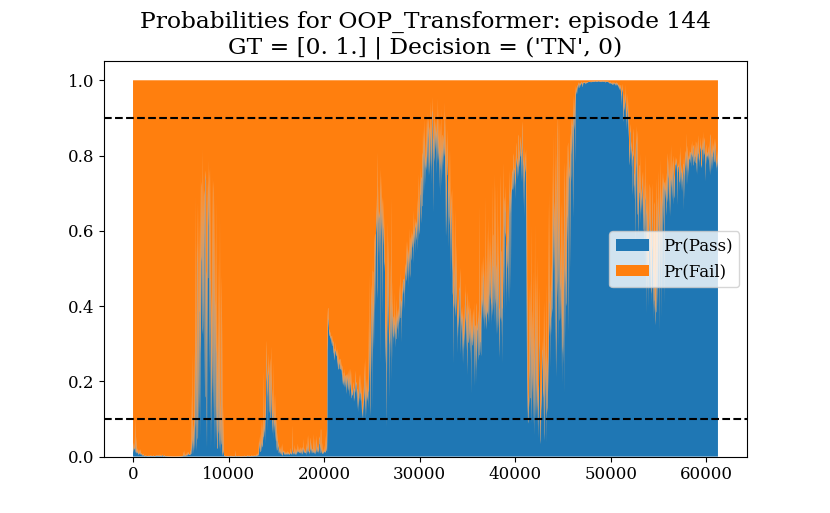 Probabilities for OOP_Transformer: episode 144
GT = [0. 1.] | Decision = ('TN', 0)
1.0
0.8
0.6
0.4
0.2
0.0
Pr(Pass)
Pr(Fail)
0 10000 20000 30000 40000 50000 60000